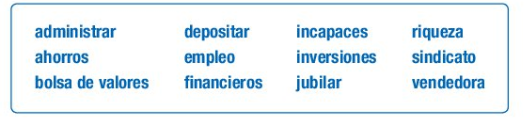 administrar depositar incapaces riqueza
ahorros empleo inversiones sindicato
bolsa de valores financieros jubilar vendedora